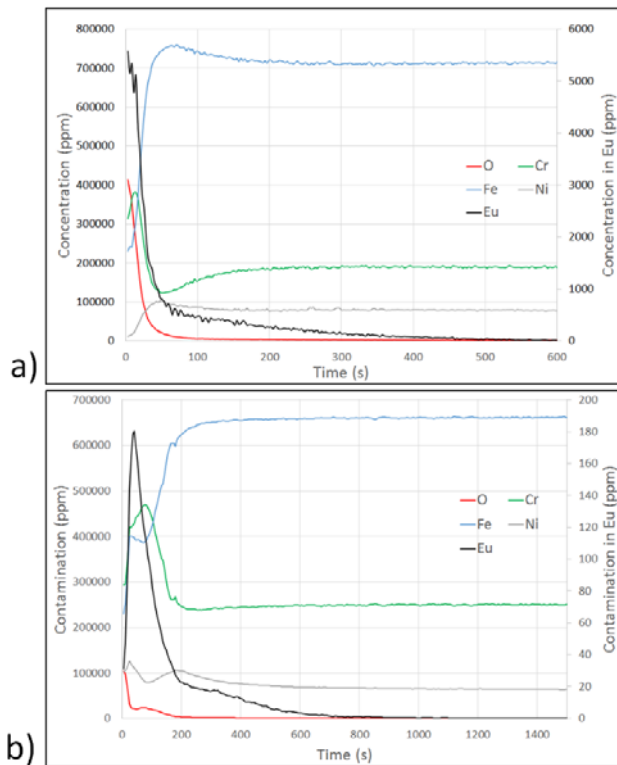 a)
Concentration (ppm)
800000
700000
600000
500000
400000
300000
200000
100000
0
0 100 200 300 400 500 600
Time (s)
6000
5000
4000
3000
2000
1000
0
Concentration in Eu (ppm)
O Cr
Fe Ni
Eu
b)
Contamination (ppm)
700000
600000
500000
400000
300000
200000
100000
0
0 200 400 600 800 1000 1200 1400
Time (s)
200
180
160
140
120
100
80
60
40
20
0
Contamination in Eu (ppm)
O Cr
Fe Ni
Eu